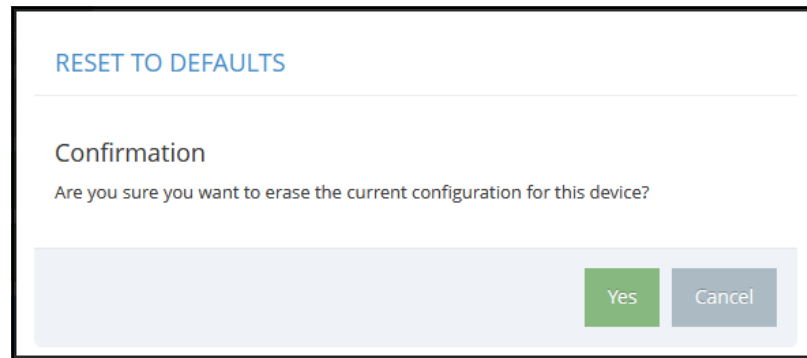 RESET TO DEFAULTS
Confirmation
Are you sure you want to erase the current configuration for this device?
Yes
Cancel